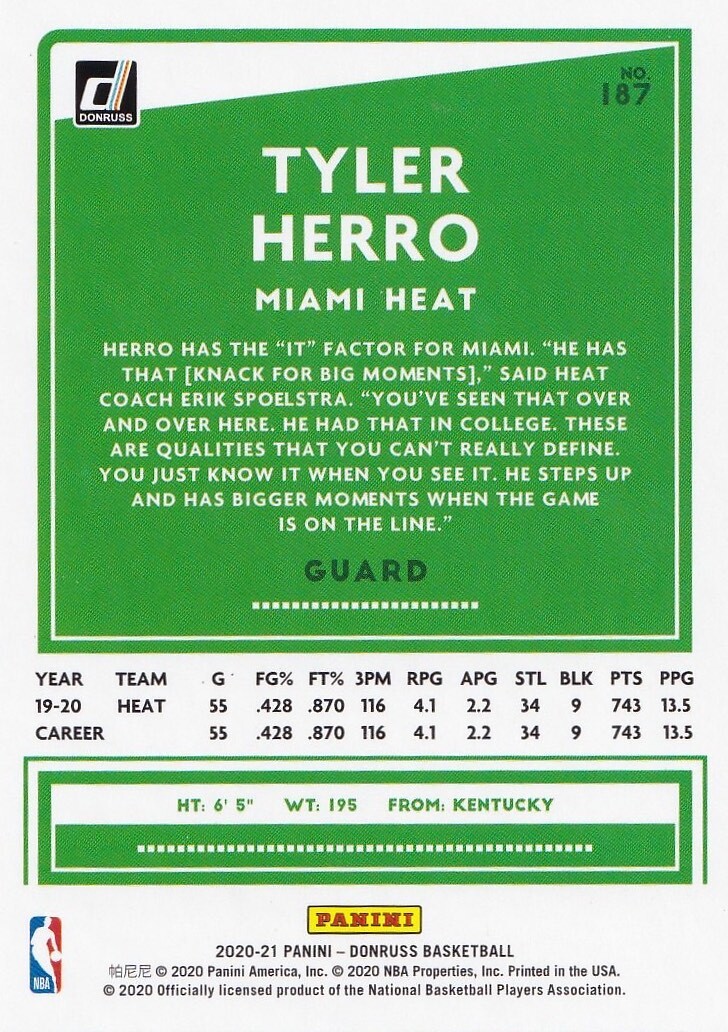 DONRUSS
NO.
187
TYLER
HERRO
MIAMI HEAT
HERRO HAS THE “IT” FACTOR FOR MIAMI. “HE HAS
THAT [KNACK FOR BIG MOMENTS],” SAID HEAT
COACH ERIK SPOELSTRA. “YOU’VE SEEN THAT OVER
AND OVER HERE. HE HAD THAT IN COLLEGE. THESE
ARE QUALITIES THAT YOU CAN’T REALLY DEFINE.
YOU JUST KNOW IT WHEN YOU SEE IT. HE STEPS UP
AND HAS BIGGER MOMENTS WHEN THE GAME
IS ON THE LINE.”
GUARD
YEAR TEAM G FG% FT% 3PM RPG APG STL BLK PTS PPG
19-20 HEAT 55 .428 .870 116 4.1 2.2 34 9 743 13.5
CAREER 55 .428 .870 116 4.1 2.2 34 9 743 13.5
HT: 6' 5" WT: 195 FROM: KENTUCKY
PANINI
NBA
2020-21 PANINI – DONRUSS BASKETBALL
帕尼尼 © 2020 Panini America, Inc. © 2020 NBA Properties, Inc. Printed in the USA.
© 2020 Officially licensed product of the National Basketball Players Association.